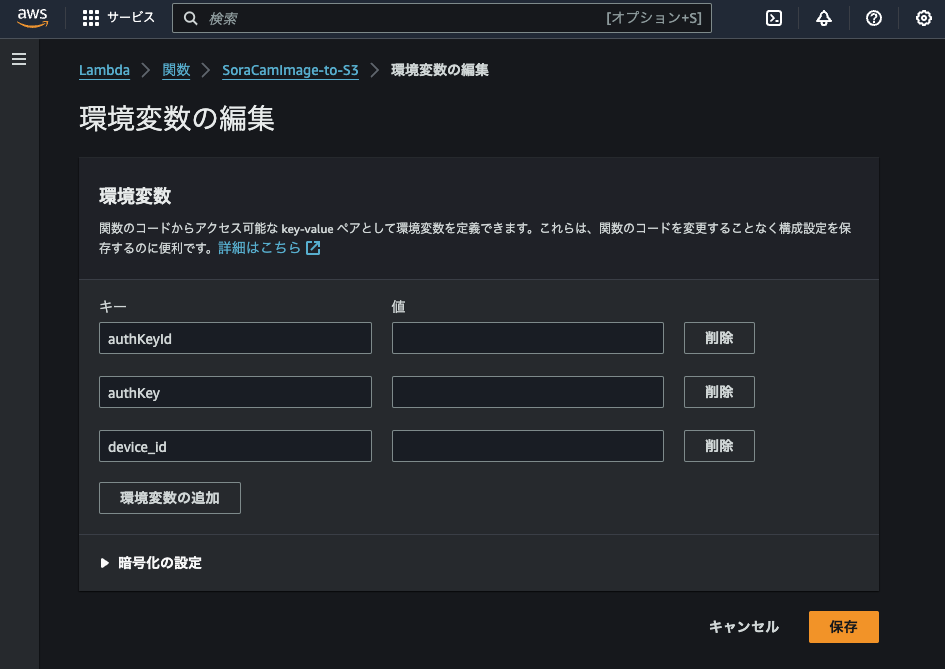 aws サービス 検索 [オプション+S]
Lambda > 関数 > SoraCamImage-to-S3 > 環境変数の編集
環境変数の編集
環境変数
関数のコードからアクセス可能な key-value ペアとして環境変数を定義できます。これらは、関数のコードを変更することなく構成設定を保
存するのに便利です。詳細はこちら
キー 値
authKeyId 削除
authKey 削除
device_id 削除
環境変数の追加
▶ 暗号化の設定
キャンセル 保存